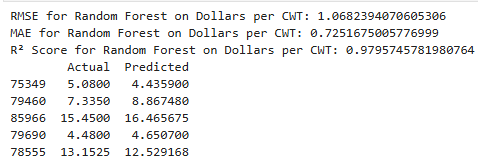 RMSE for Random Forest on Dollars per CWT: 1.0682394070605306
MAE for Random Forest on Dollars per CWT: 0.7251675005776999
R² Score for Random Forest on Dollars per CWT: 0.9795745781980764
Actual Predicted
75349 5.0800 4.435900
79460 7.3350 8.867480
85966 15.4500 16.465675
79690 4.4800 4.650700
78555 13.1525 12.529168